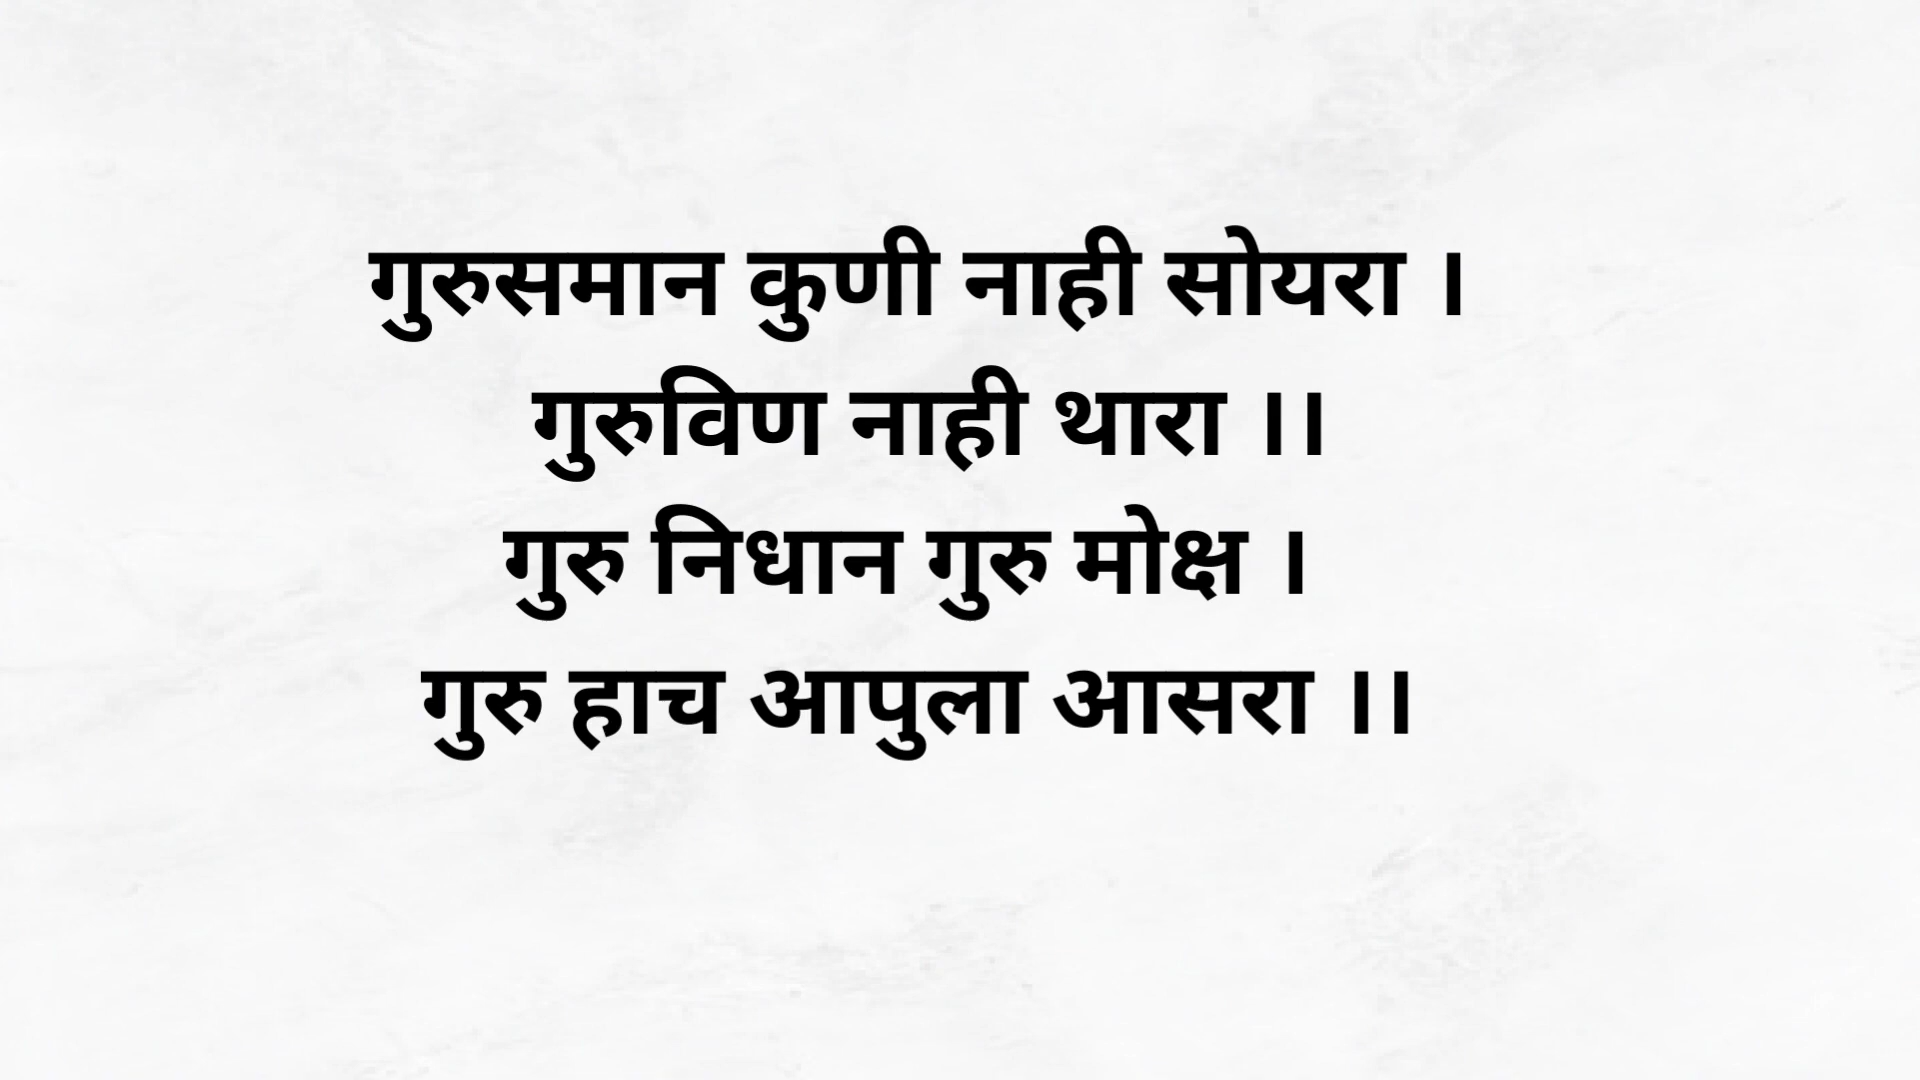 गुरुसमान कुणी नाही सोयरा ।
गुरुविण नाही थारा ।।
गुरु निधान गुरु मोक्ष ।
गुरु हाच आपुला आसरा ।।